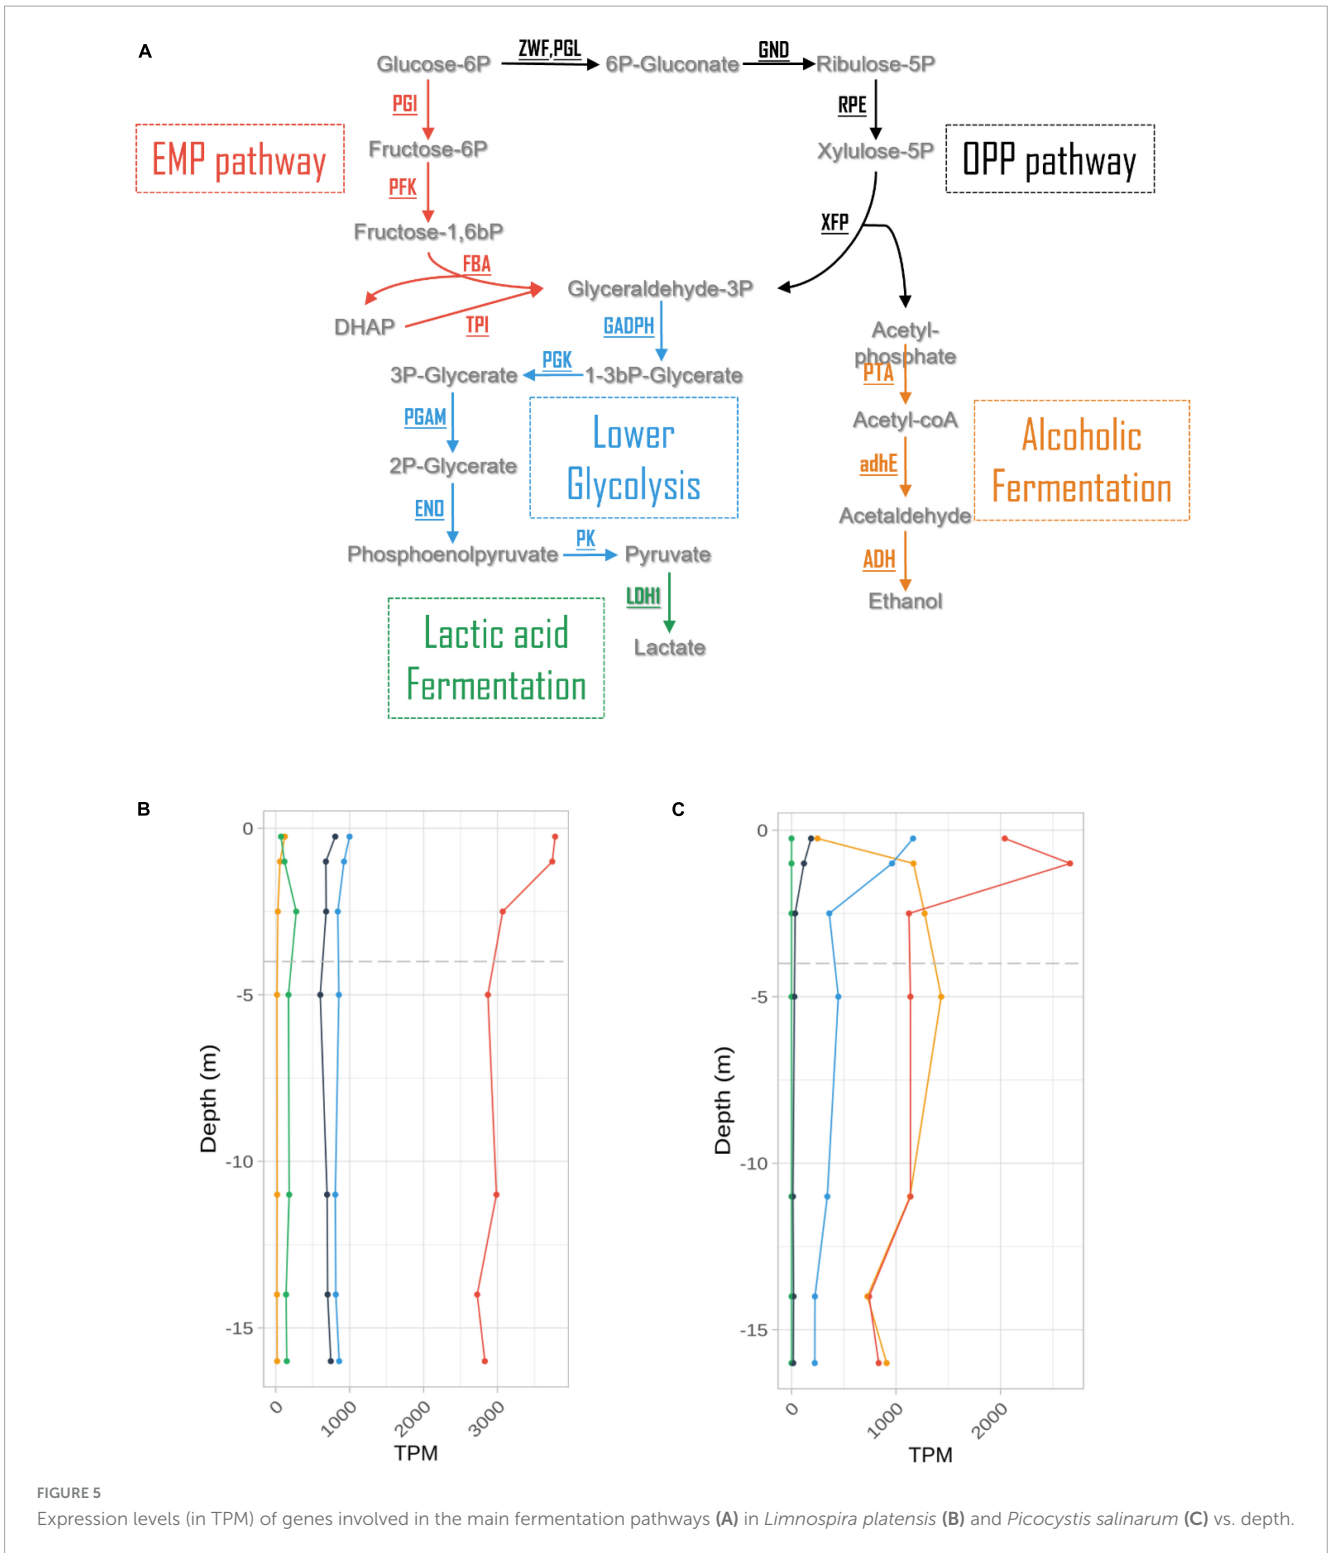 A
Glucose-6P
ZWF,PGL
6P-Gluconate
GND
Ribulose-5P
PGI
RPE
EMP pathway
Fructose-6P
Xylulose-5P
OPP pathway
PFK
Fructose-1,6bP
XFP
FBA
Glyceraldehyde-3P
DHAP
TPI
GADPH
Acetyl-
phosphate
PTA
3P-Glycerate
PGK
1-3bP-Glycerate
PGAM
Lower
Glycolysis
Acetyl-coA
Alcoholic
Fermentation
2P-Glycerate
adhE
ENO
Acetaldehyde
Phosphoenolpyruvate
PK
Pyruvate
ADH
LDH1
Ethanol
Lactic acid
Fermentation
Lactate
B
0
-5
-10
-15
Depth (m)
0
1000
2000
3000
TPM
C
0
-5
-10
-15
Depth (m)
0
1000
2000
TPM
FIGURE 5
Expression levels (in TPM) of genes involved in the main fermentation pathways (A) in Limnospira platensis (B) and Picocystis salinarum (C) vs. depth.